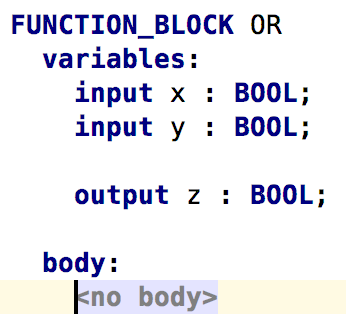 FUNCTION_BLOCK OR
variables:
input x : BOOL;
input y : BOOL;
output z : BOOL;
body:
<no body>